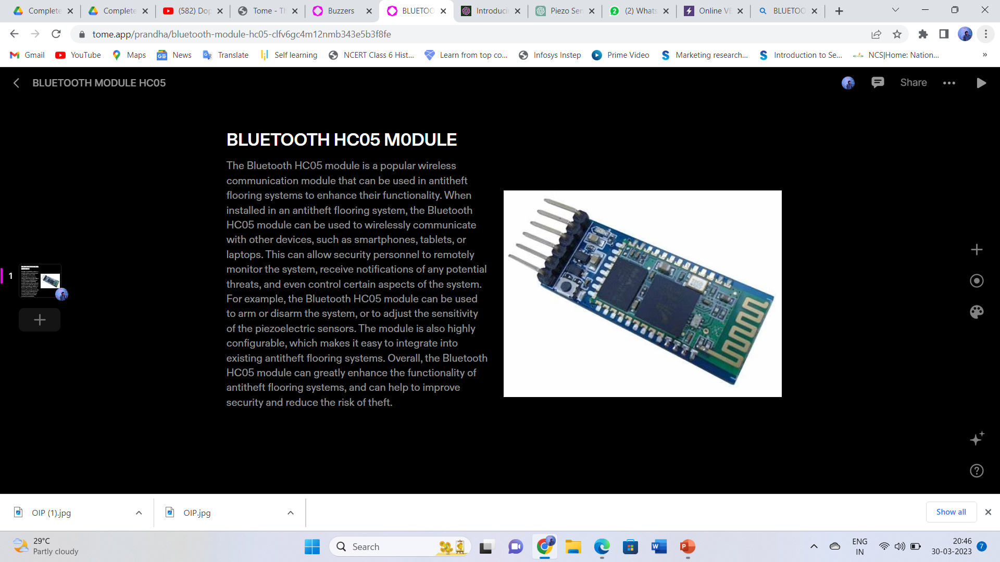 Complete
Complete
(582) Dop
Tome - Th
Buzzers
BLUETOO
Introduci
Piezo Sen
(2) Whats
Online VE
BLUETOO
tome.app/prandha/bluetooth-module-hc05-clfv6gc4m12nmb343e5b3f8fe
Gmail
YouTube
Maps
News
Translate
Self learning
NCERT Class 6 Hist...
Learn from top co...
Infosys Instep
Prime Video
Marketing research...
Introduction to Se...
NCS|Home: Nation...
»
BLUETOOTH MODULE HC05
Share
BLUETOOTH HC05 M0DULE
The Bluetooth HC05 module is a popular wireless
communication module that can be used in antitheft
flooring systems to enhance their functionality. When
installed in an antitheft flooring system, the Bluetooth
HC05 module can be used to wirelessly communicate
with other devices, such as smartphones, tablets, or
laptops. This can allow security personnel to remotely
monitor the system, receive notifications of any potential
threats, and even control certain aspects of the system.
For example, the Bluetooth HC05 module can be used
to arm or disarm the system, or to adjust the sensitivity
of the piezoelectric sensors. The module is also highly
configurable, which makes it easy to integrate into
existing antitheft flooring systems. Overall, the Bluetooth
HC05 module can greatly enhance the functionality of
antitheft flooring systems, and can help to improve
security and reduce the risk of theft.
1
OIP (1).jpg
OIP.jpg
Show all
29°C
Partly cloudy
Search
ENG
IN
20:46
30-03-2023
7